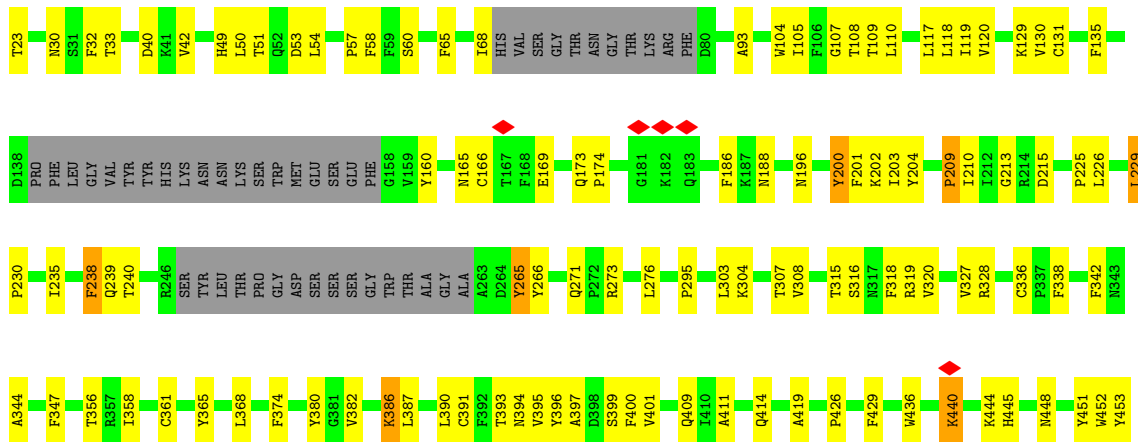 T23 N30 S31 F32 T33 D40 K41 V42 H49 L50 T51 Q52 D53 L54 P57 F58 F59 S60 F65 I68 HIS VAL SER GLY THR ASN GLY THR LYS ARG PHE D80 A93 W104 I105 F106 G107 T108 T109 L110 L117 L118 I119 V120 K129 V130 C131 F135
D138 PRO PHE LEU GLY VAL TYR TYR HIS LYS ASN ASN LYS SER TRP MET GLU SER GLU PHE G158 V159 Y160 N165 C166 T167 F168 E169 Q173 P174 G181 K182 Q183 F186 K187 N188 N196 Y200 F201 K202 I203 Y204 P209 I210 I212 G213 R214 D215 P225 L226 L229
P230 I235 F238 Q239 T240 R246 SER TYR LEU THR PRO GLY ASP SER SER SER GLY TRP THR ALA GLY ALA A263 D264 Y265 Y266 Q271 P272 R273 L276 P295 L303 K304 T307 V308 T315 S316 N317 F318 R319 V320 V327 R328 C336 P337 F338 F342 N343
A344 F347 T356 R357 I358 C361 Y365 L368 F374 Y380 G381 V382 K386 L387 L390 C391 F392 T393 N394 V395 Y396 A397 D398 S399 F400 V401 Q409 I410 A411 Q414 A419 P426 F429 W436 K440 K444 H445 N448 Y451 W452 Y453